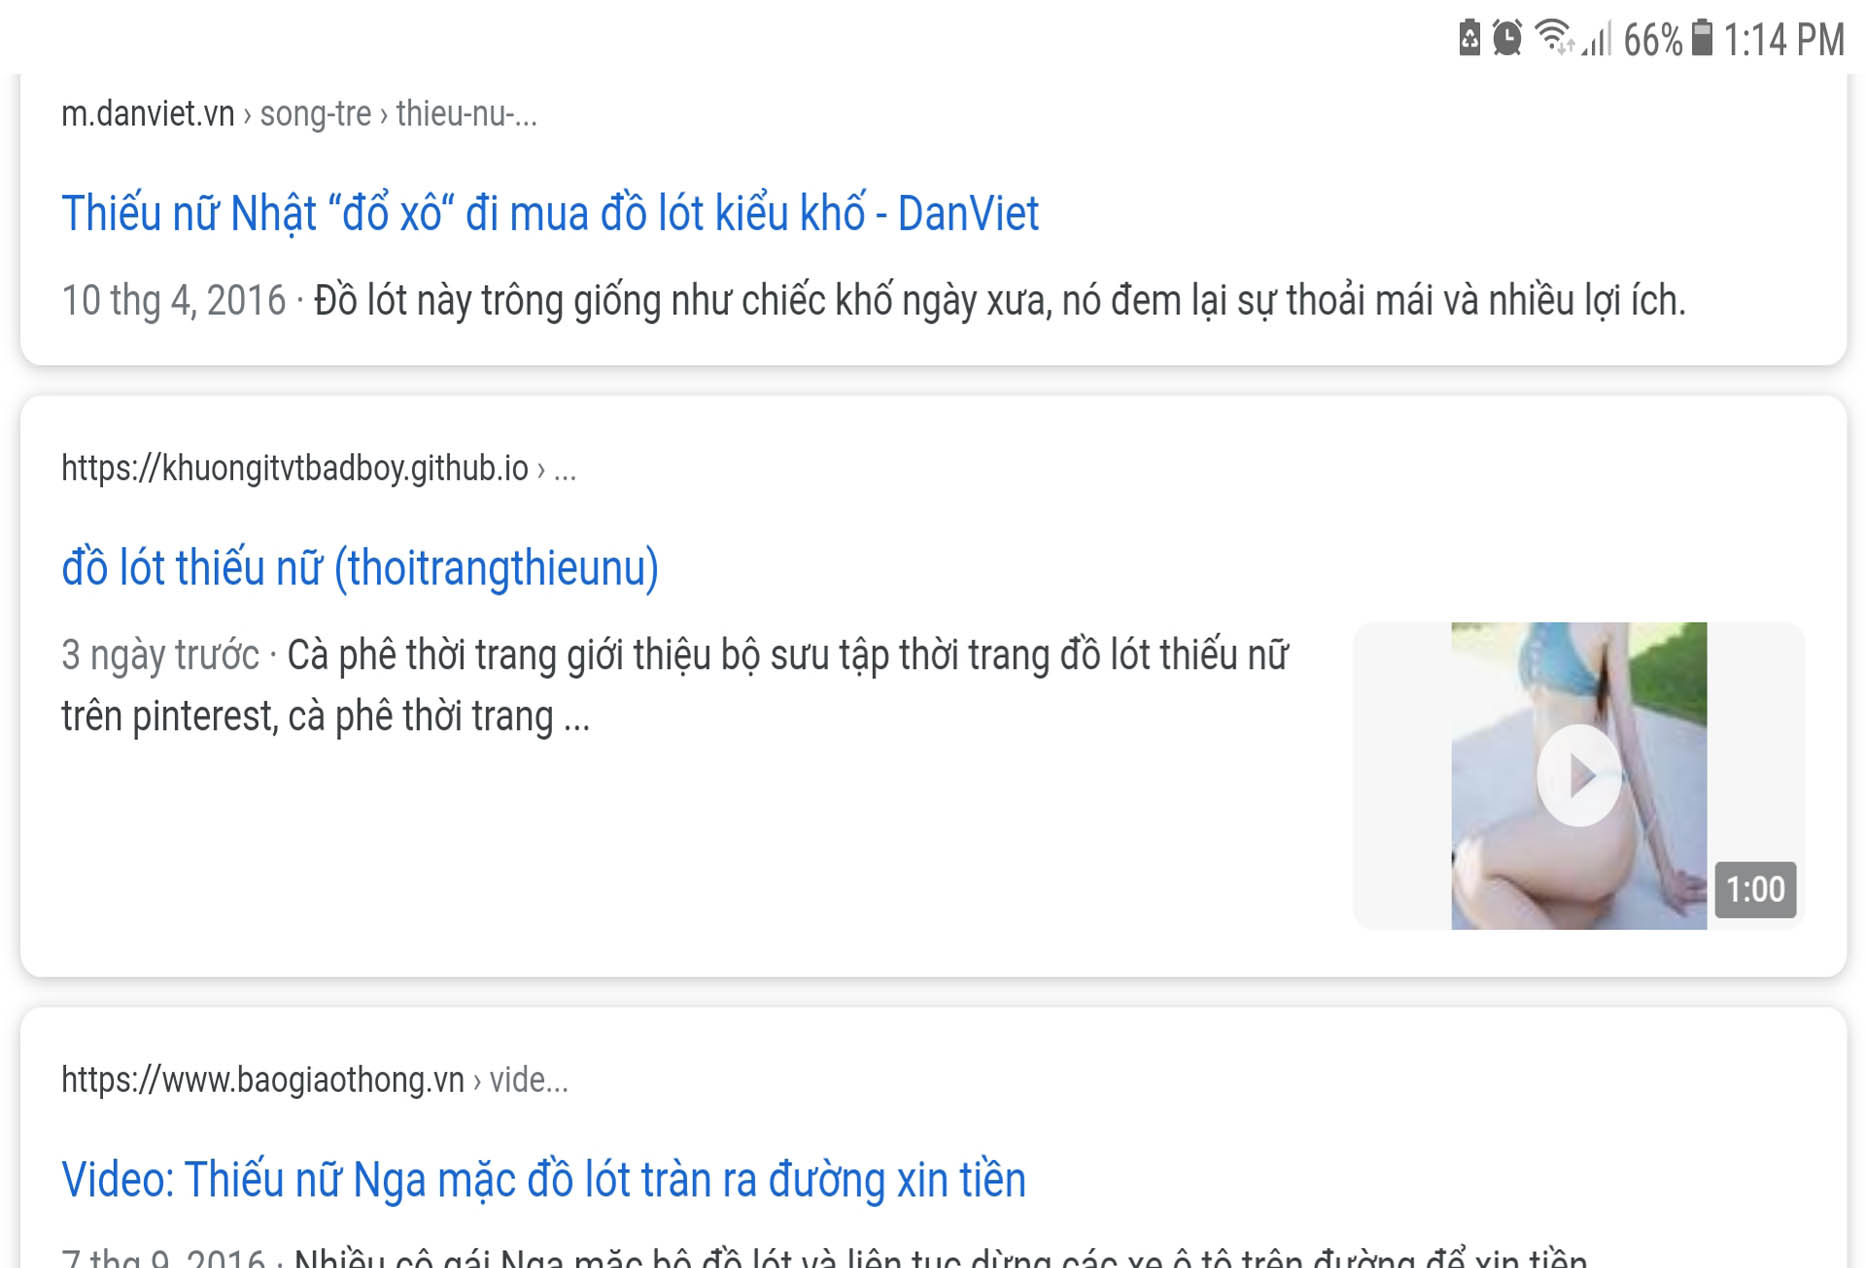 66% 1:14 PM
m.danviet.vn › song-tre › thieu-nu-...
Thiếu nữ Nhật “đổ xô“ đi mua đồ lót kiểu khố - DanViet
10 thg 4, 2016 · Đồ lót này trông giống như chiếc khố ngày xưa, nó đem lại sự thoải mái và nhiều lợi ích.
https://khuongitvtbadboy.github.io › ...
đồ lót thiếu nữ (thoitrangthieunu)
3 ngày trước · Cà phê thời trang giới thiệu bộ sưu tập thời trang đồ lót thiếu nữ
trên pinterest, cà phê thời trang ...
1:00
https://www.baogiaothong.vn › vide...
Video: Thiếu nữ Nga mặc đồ lót tràn ra đường xin tiền
7 thg 9, 2016 · Nhiều cô gái Nga mặc bộ đồ lót và liên tục dừng các xe ô tô trên đường để xin tiền